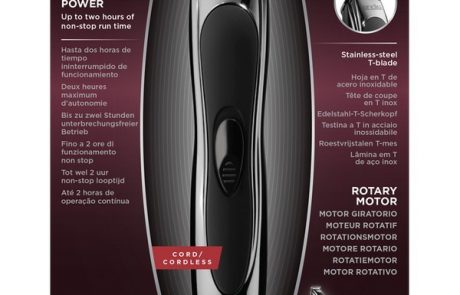 POWER
Up to two hours of
non-stop run time
Hasta dos horas de
tiempo
ininterrumpido de
funcionamiento
Deux heures
maximum
d'autonomie
Bis zu zwei Stunden
unterbrechungsfreier
Betrieb
Fino a 2 ore di
funzionamento
non stop
Tot wel 2 uur
non-stop looptijd
Até 2 horas de
operação contínua
Stainless-steel
T-blade
Hoja en T de
acero inoxidable
Tête de coupe
en T inox
Edelstahl-T-Scherkopf
Testina a T in acciaio
inossidabile
Roestvrijstalen T-mes
Lâmina em T
de aço inox
ROTARY
MOTOR
MOTOR GIRATORIO
MOTEUR ROTATIF
ROTATIONSMOTOR
MOTORE ROTARIO
ROTATIEMOTOR
MOTOR ROTATIVO
CORD/
CORDLESS